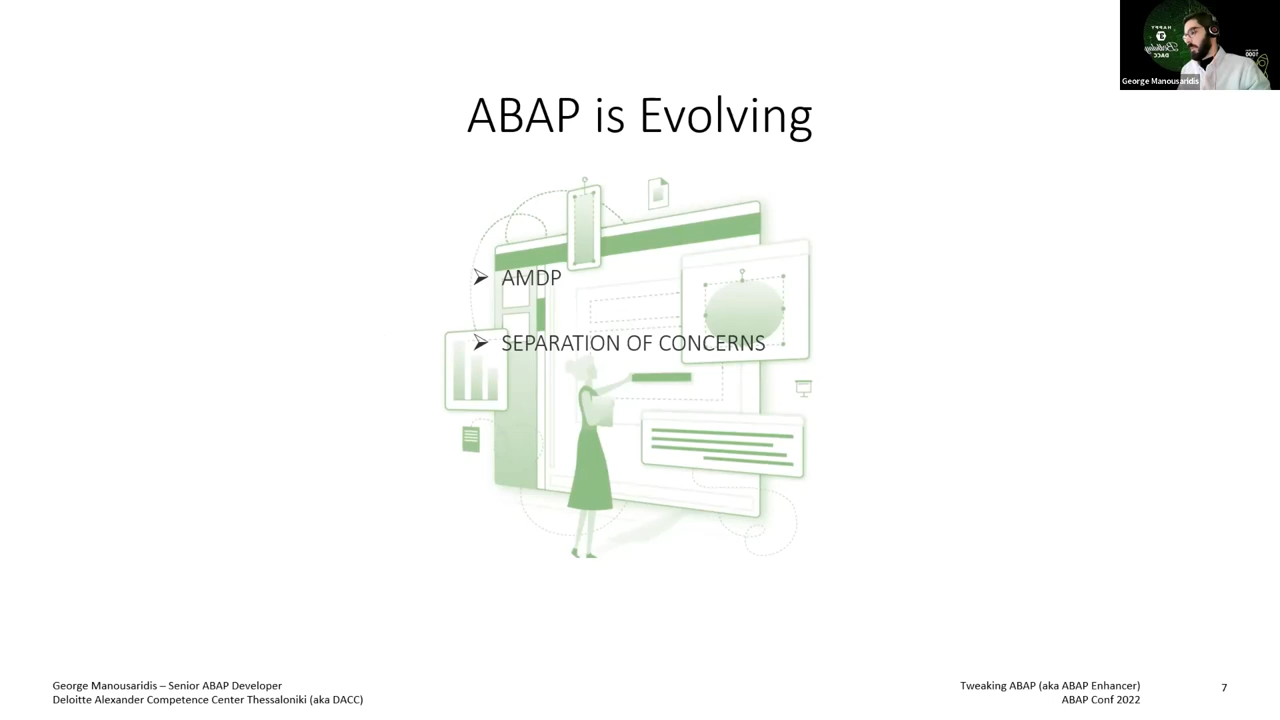 George Manousaridis
ABAP is Evolving
➢ AMDP
➢ SEPARATION OF CONCERNS
George Manousaridis – Senior ABAP Developer
Deloitte Alexander Competence Center Thessaloniki (aka DACC)
Tweaking ABAP (aka ABAP Enhancer)
ABAP Conf 2022
7